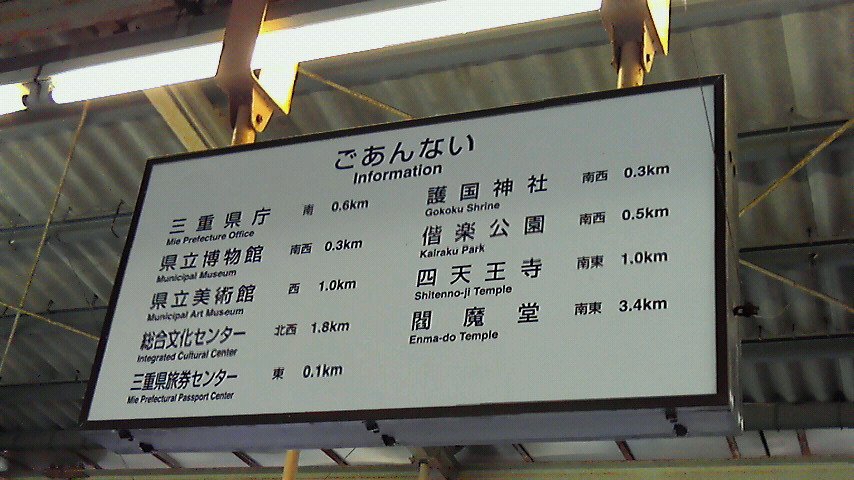 ごあんない
Information
三重県庁 南 0.6km
Mie Prefecture Office
県立博物館 南西 0.3km
Municipal Museum
県立美術館 西 1.0km
Municipal Art Museum
総合文化センター 北西 1.8km
Integrated Cultural Center
三重県旅券センター 東 0.1km
Mie Prefectural Passport Center
護国神社 南西 0.3km
Gokoku Shrine
偕楽公園 南西 0.5km
Kairaku Park
四天王寺 南東 1.0km
Shitenno-ji Temple
閻魔堂 南東 3.4km
Enma-do Temple